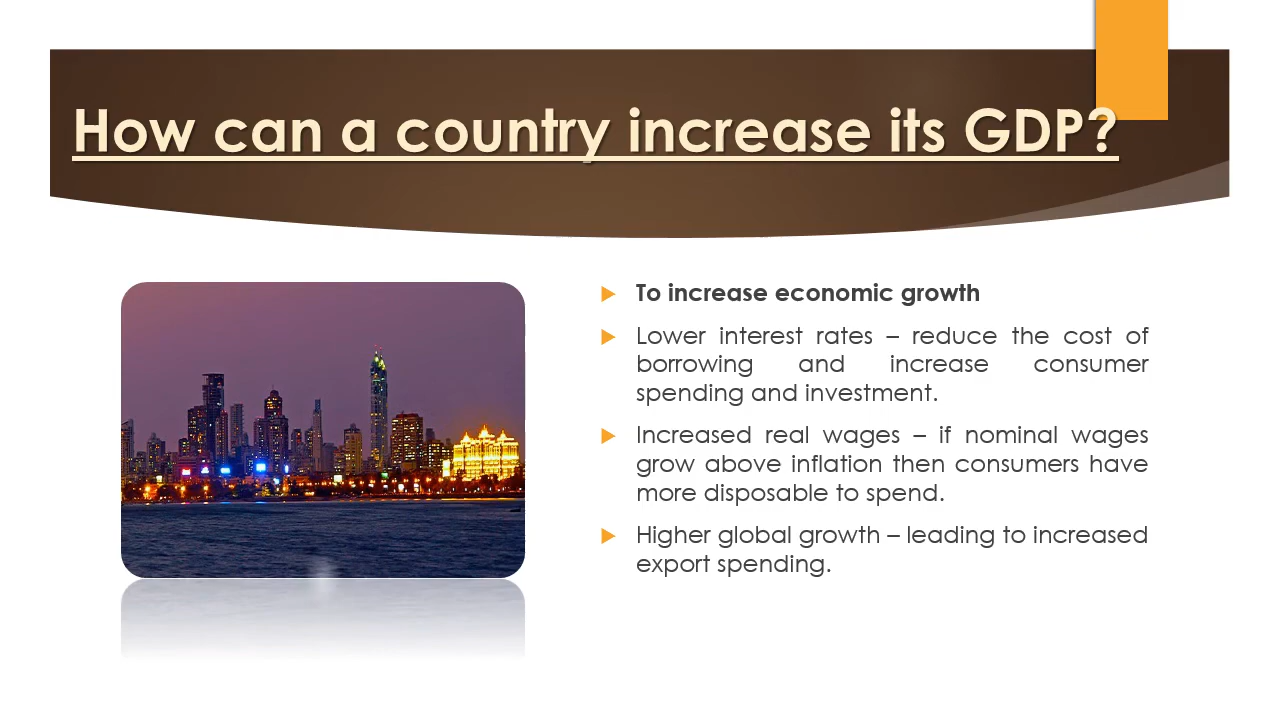 How can a country increase its GDP?
To increase economic growth
Lower interest rates – reduce the cost of
borrowing and increase consumer
spending and investment.
Increased real wages – if nominal wages
grow above inflation then consumers have
more disposable to spend.
Higher global growth – leading to increased
export spending.